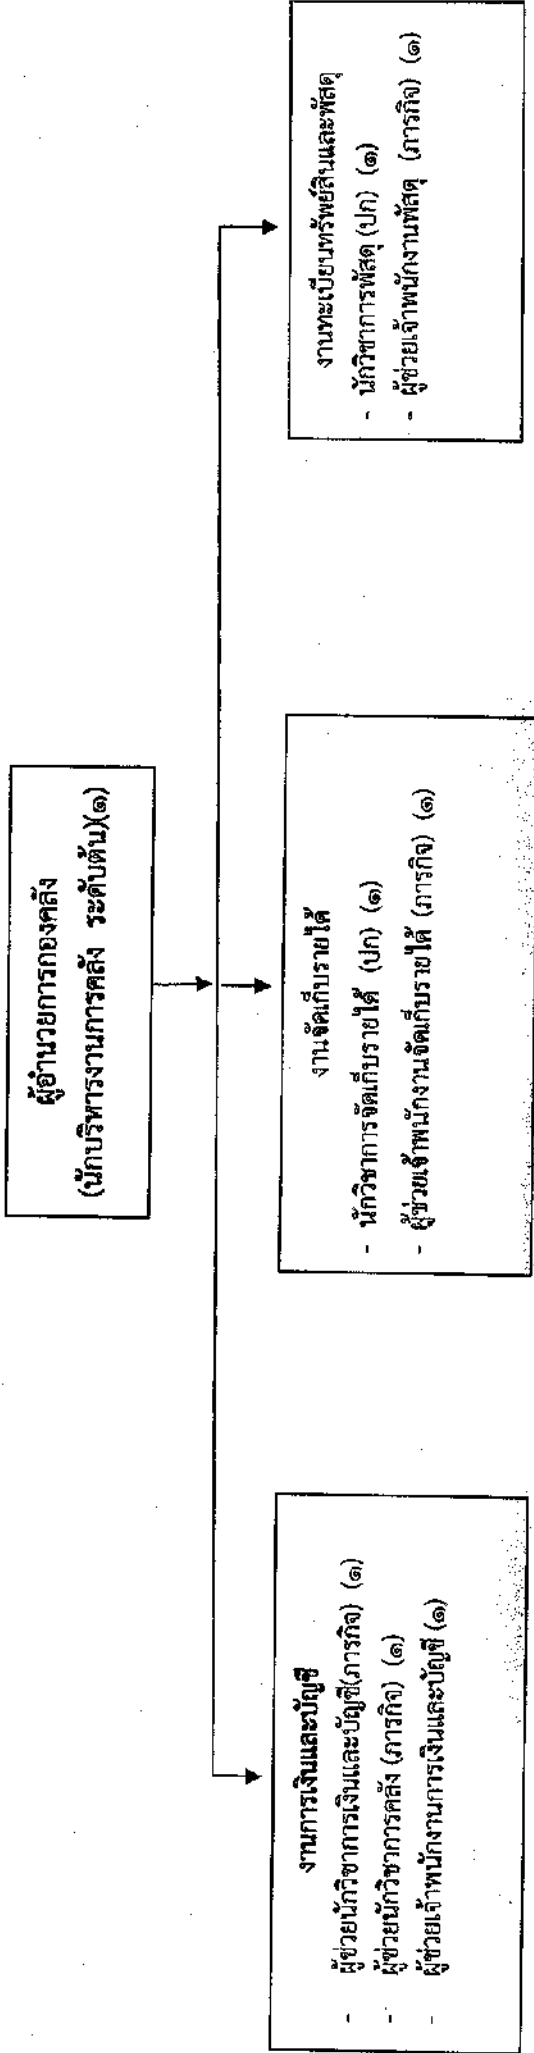 ผู้อำนวยการกองคลัง
(นักบริหารงานการคลัง ระดับต้น)(๑)
งานการเงินและบัญชี
- ผู้ช่วยนักวิชาการเงินและบัญชี(ภารกิจ) (๑)
- ผู้ช่วยนักวิชาการคลัง (ภารกิจ) (๑)
- ผู้ช่วยเจ้าพนักงานการเงินและบัญชี (๑)
งานจัดเก็บรายได้
- นักวิชาการจัดเก็บรายได้ (ปก) (๑)
- ผู้ช่วยเจ้าพนักงานจัดเก็บรายได้ (ภารกิจ) (๑)
งานทะเบียนทรัพย์สินและพัสดุ
- นักวิชาการพัสดุ (ปก) (๑)
- ผู้ช่วยเจ้าพนักงานพัสดุ (ภารกิจ) (๑)